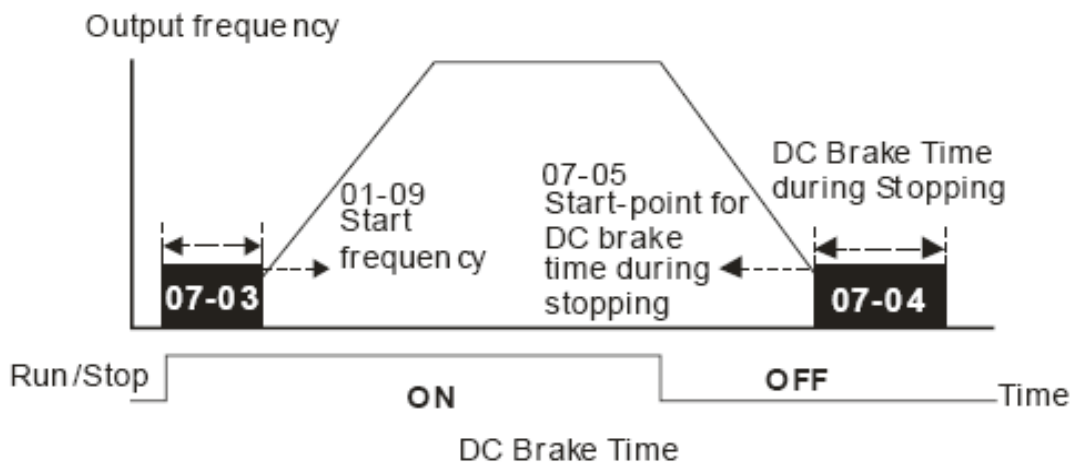 Output frequency
01-09
Start
frequency
07-05
Start-point for
DC brake
time during
stopping
DC Brake Time
during Stopping
07-03
07-04
Run/Stop
ON
OFF
Time
DC Brake Time